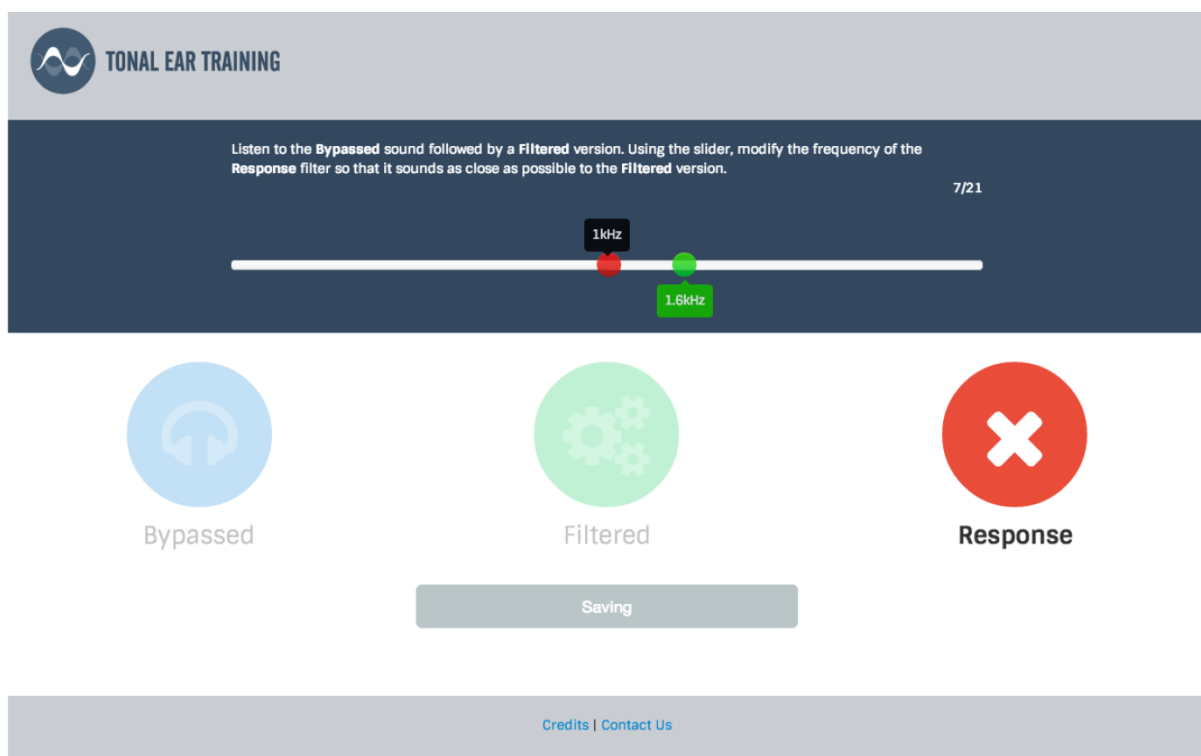 TONAL EAR TRAINING
Listen to the Bypassed sound followed by a Filtered version. Using the slider, modify the frequency of the
Response filter so that it sounds as close as possible to the Filtered version.
7/21
1kHz
1.6kHz
Bypassed
Filtered
Response
Saving
Credits | Contact Us